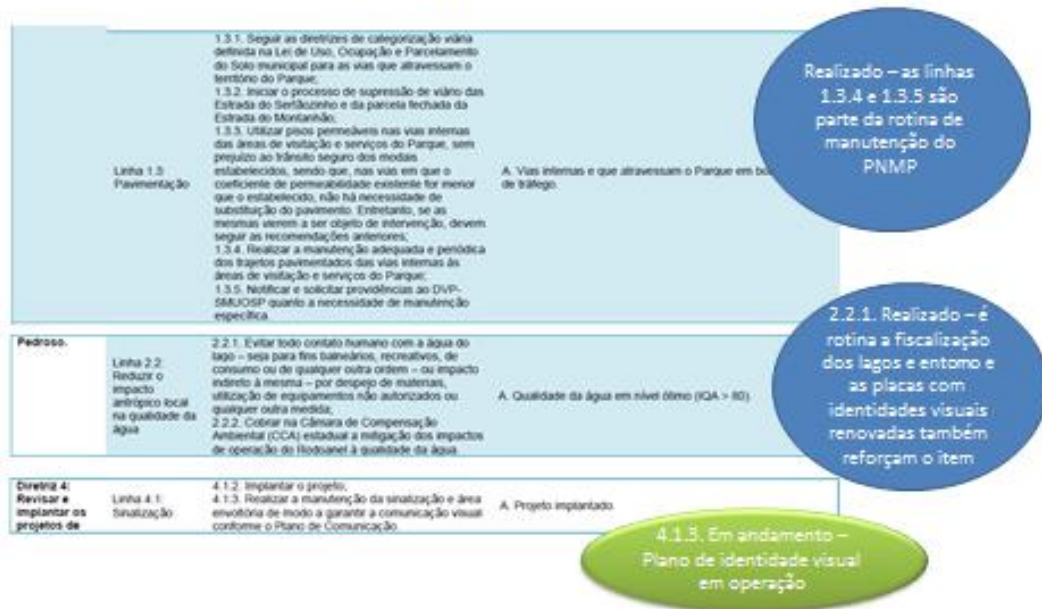 1.3.1. Seguir as diretrizes de categorização viária
definida na Lei de Uso, Ocupação e Parcelamento
do Solo municipal para as vias que atravessam o
território do Parque;
1.3.2. Iniciar o processo de supressão de viário das
Estrada do Sertãozinho e da parcela fechada da
Estrada do Montanhão;
1.3.3. Utilizar pisos permeáveis nas vias internas
das áreas de visitação e serviços do Parque, sem
prejuízo ao trânsito seguro dos modais
Linha 1.3
Pavimentação
estabelecidos, sendo que, nas vias em que o
coeficiente de permeabilidade existente for menor
que o estabelecido, não há necessidade de
substituição do pavimento. Entretanto, se as
mesmas vierem a ser objeto de intervenção, devem
seguir as recomendações anteriores;
1.3.4. Realizar a manutenção adequada e periódica
dos trajetos pavimentados das vias internas às
áreas de visitação e serviços do Parque;
1.3.5. Notificar e solicitar providências ao DVP-
SMUOSP quanto a necessidade de manutenção
específica.
A. Vias internas e que atravessam o Parque em
de tráfego.
Realizado – as linhas
1.3.4 e 1.3.5 são
parte da rotina de
manutenção do
PNMP
Pedroso.
Linha 2.2:
Reduzir o
impacto
antrópico local
na qualidade da
água
2.2.1. Evitar todo contato humano com a água do
lago – seja para fins balneários, recreativos, de
consumo ou de qualquer outra ordem – ou impacto
indireto à mesma – por despejo de materiais,
utilização de equipamentos não autorizados ou
qualquer outra medida;
2.2.2. Cobrar na Câmara de Compensação
Ambiental (CCA) estadual a mitigação dos impactos
de operação do Rodoanel à qualidade da água.
A. Qualidade da água em nível ótimo (IQA > 80).
2.2.1. Realizado – é
rotina a fiscalização
dos lagos e entorno e
as placas com
identidades visuais
renovadas também
reforçam o item
Diretriz 4:
Revisar e
implantar os
projetos de
Linha 4.1:
Sinalização
4.1.2. Implantar o projeto;
4.1.3. Realizar a manutenção da sinalização e área
envoltória de modo a garantir a comunicação visual
conforme o Plano de Comunicação.
A. Projeto implantado.
4.1.3. Em andamento –
Plano de identidade visual
em operação